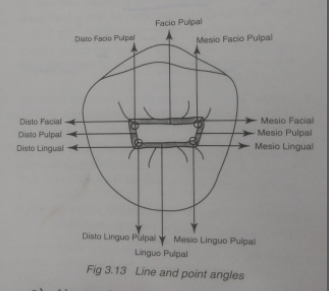 Facio Pulpal
Disto Facio Pulpal
Mesio Facio Pulpal
Disto Facial
Mesio Facial
Disto Pulpal
Mesio Pulpal
Disto Lingual
Mesio Lingual
Disto Linguo Pulpal
Mesio Linguo Pulpal
Linguo Pulpal
Fig 3.13 Line and point angles